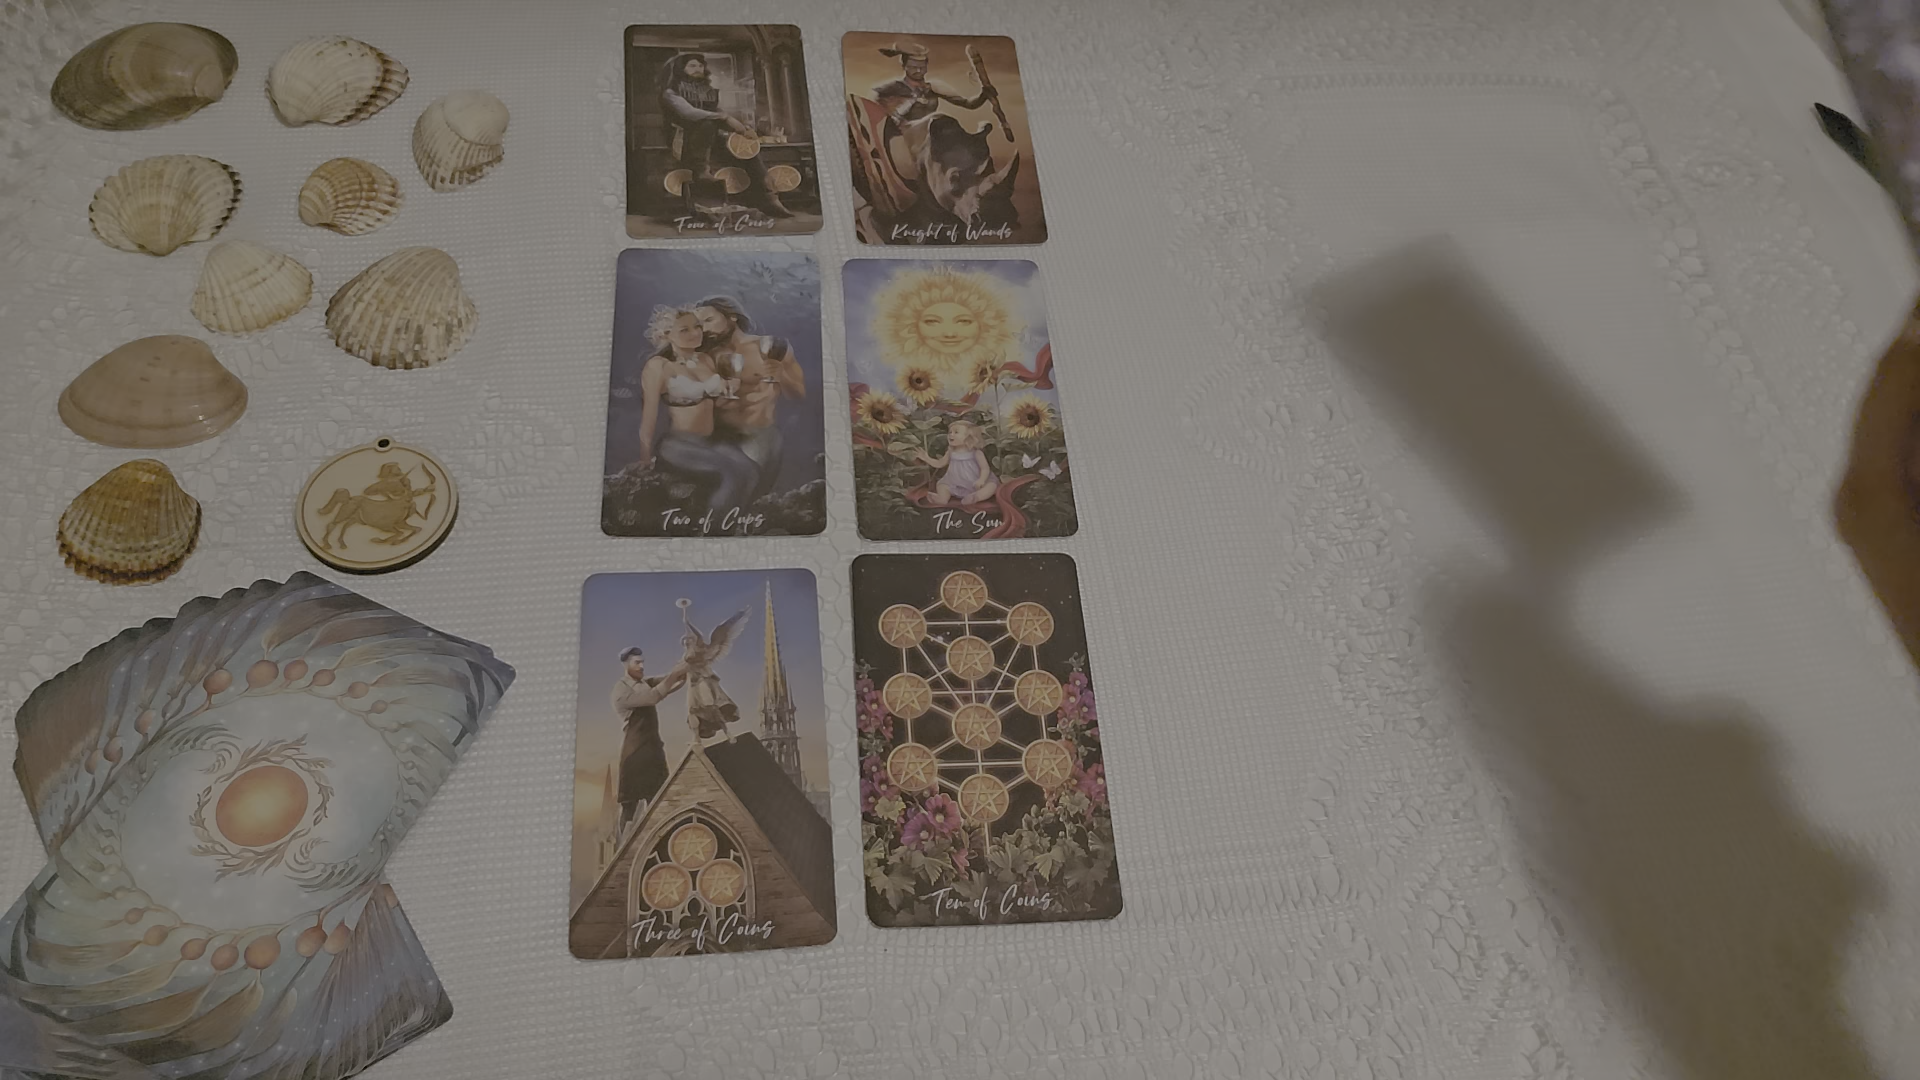 Four of Coins
Knight of Wands
Two of Cups
The Sun
Three of Coins
Ten of Coins